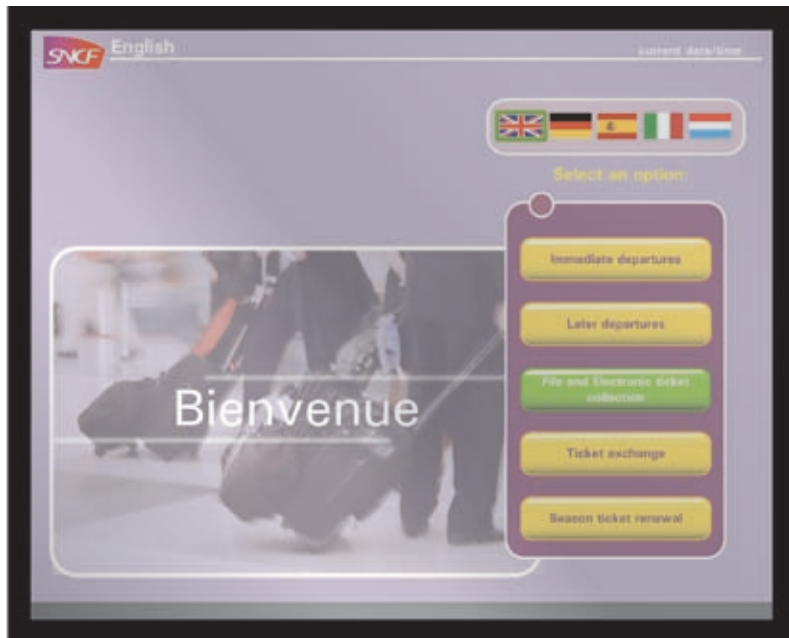 SNCF English
current date/time
Select an option:
Immediate departures
Later departures
File and Electronic ticket
collection
Ticket exchange
Season ticket renewal
Bienvenue